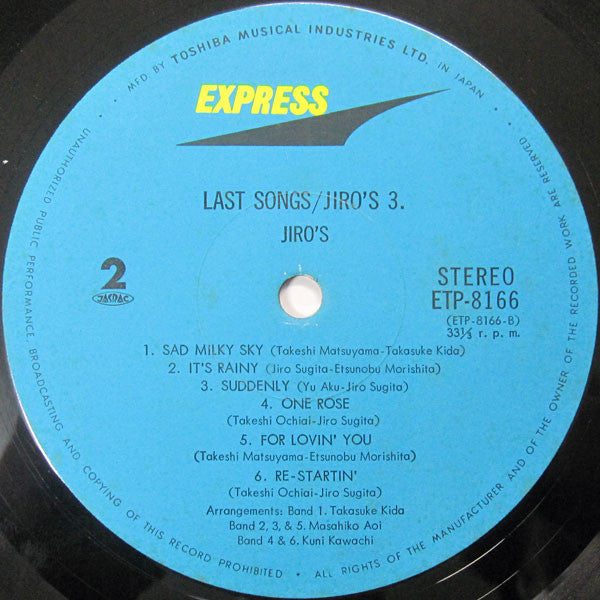 MFD. BY TOSHIBA MUSICAL INDUSTRIES LTD. IN JAPAN
EXPRESS
LAST SONGS/JIRO'S 3.
JIRO'S
2
JASRAC
STEREO
ETP-8166
(ETP-8166-B)
33⅓ r. p. m.
1. SAD MILKY SKY (Takeshi Matsuyama-Takasuke Kida)
2. IT'S RAINY (Jiro Sugita-Etsunobu Morishita)
3. SUDDENLY (Yu Aku-Jiro Sugita)
4. ONE ROSE
(Takeshi Ochiai-Jiro Sugita)
5. FOR LOVIN' YOU
(Takeshi Matsuyama-Etsunobu Morishita)
6. RE-STARTIN'
(Takeshi Ochiai-Jiro Sugita)
Arrangements: Band 1. Takasuke Kida
Band 2, 3, & 5. Masahiko Aoi
Band 4 & 6. Kuni Kawachi
UNAUTHORIZED PUBLIC PERFORMANCE, BROADCASTING AND COPYING OF THIS RECORD PROHIBITED • ALL RIGHTS OF THE MANUFACTURER AND OF THE OWNER OF THE RECORDED WORK ARE RESERVED